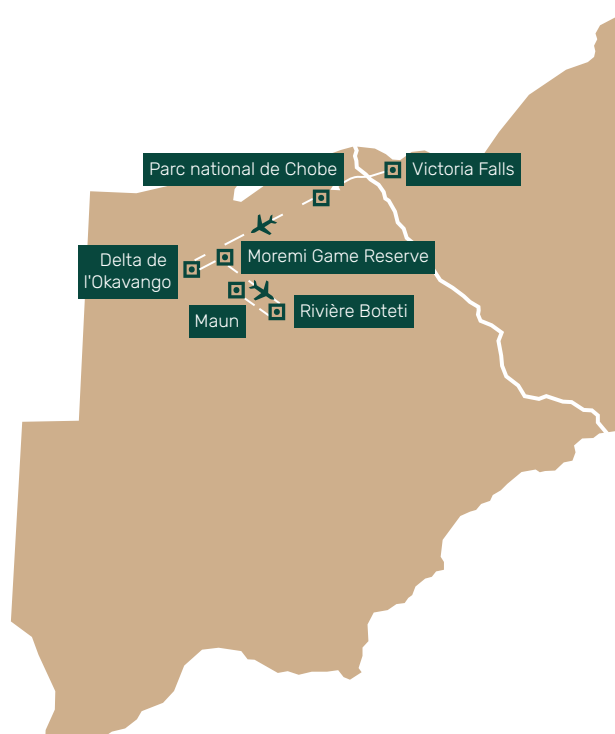 Parc national de Chobe
Victoria Falls
Moremi Game Reserve
Delta de
l'Okavango
Rivière Boteti
Maun